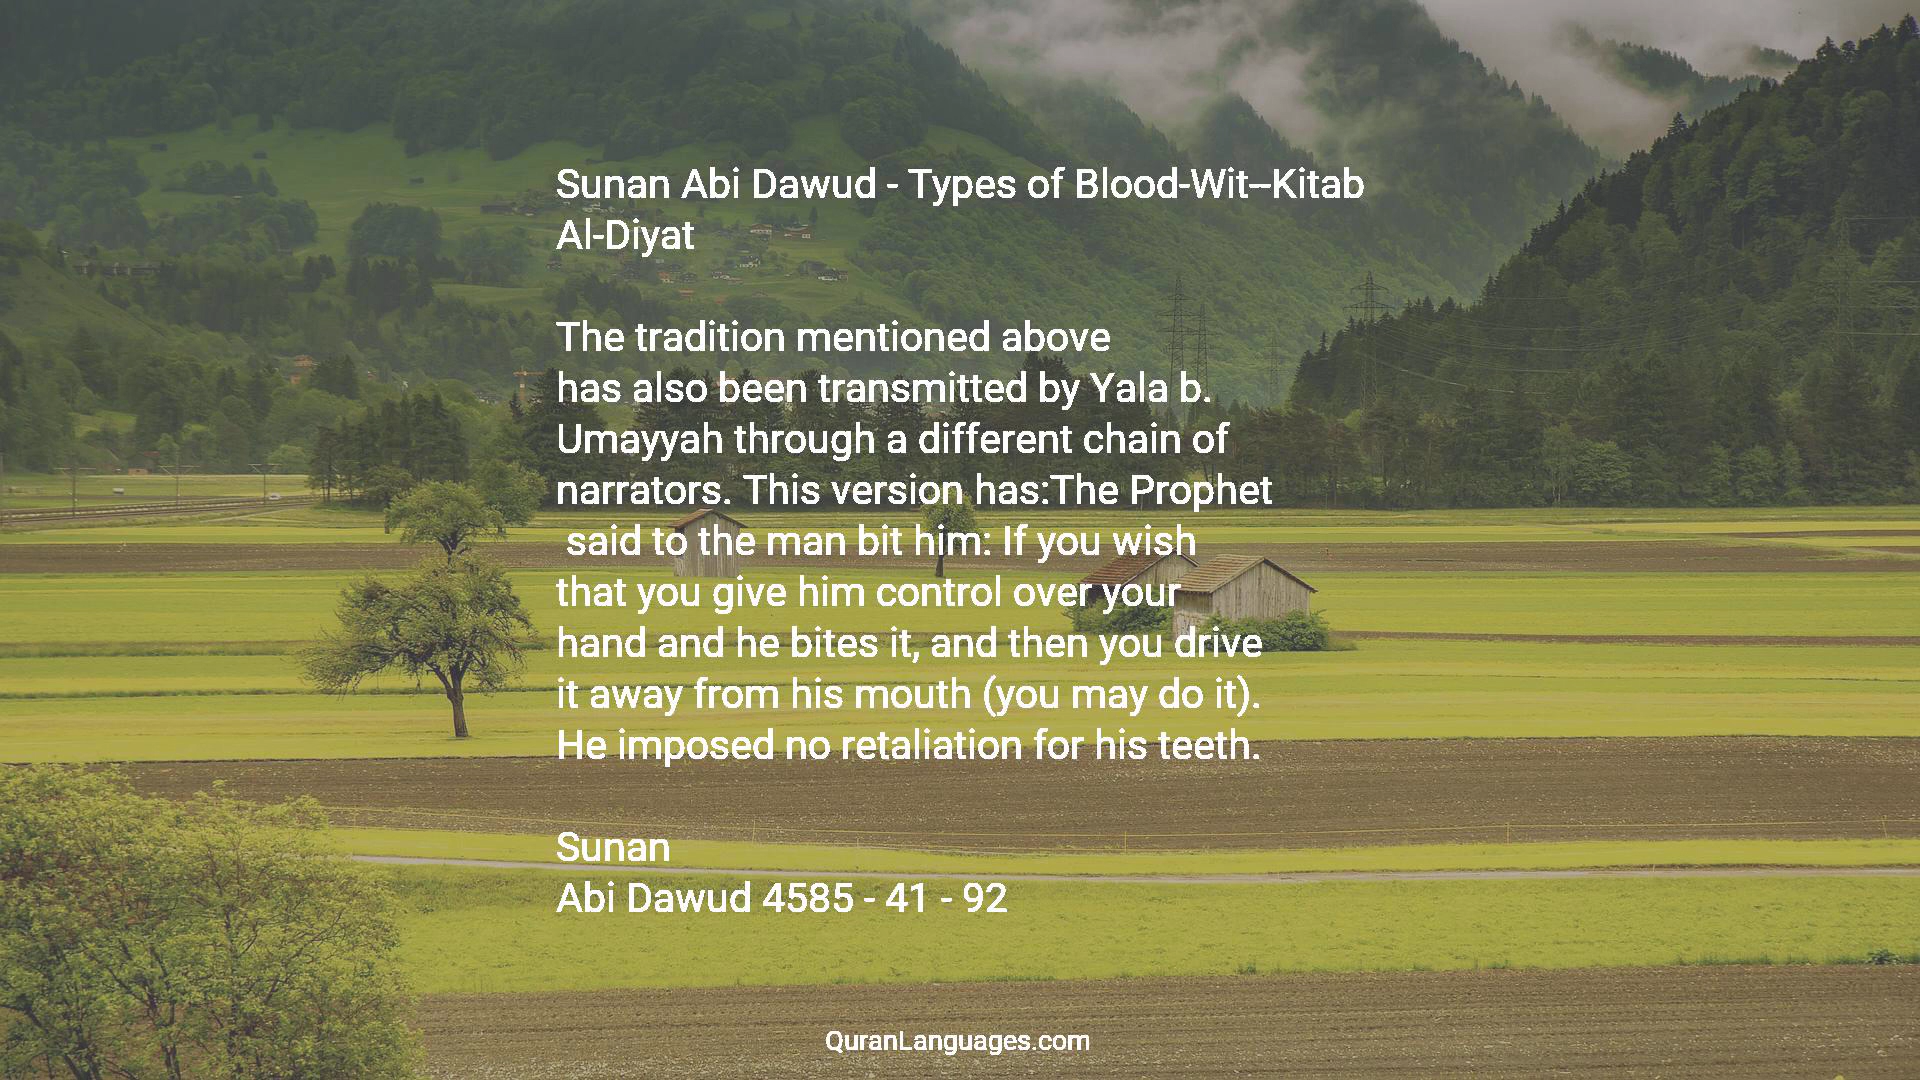 Sunan Abi Dawud - Types of Blood-Wit--Kitab
Al-Diyat
The tradition mentioned above
has also been transmitted by Yala b.
Umayyah through a different chain of
narrators. This version has:The Prophet
said to the man bit him: If you wish
that you give him control over your
hand and he bites it, and then you drive
it away from his mouth (you may do it).
He imposed no retaliation for his teeth.
Sunan
Abi Dawud 4585 - 41 - 92
QuranLanguages.com